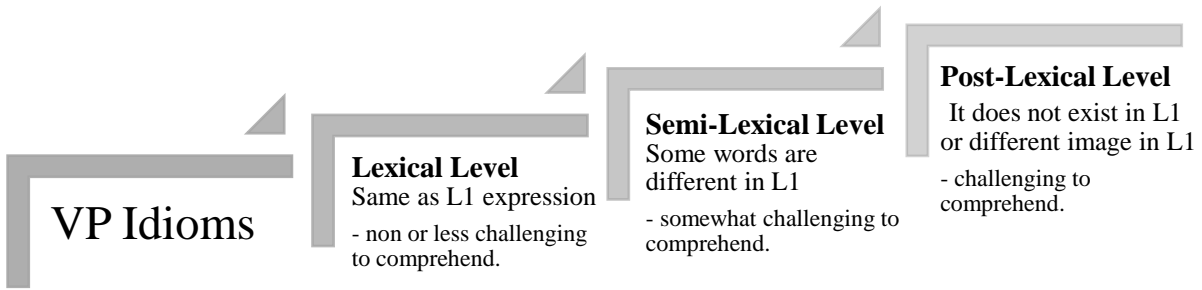 VP Idioms
Lexical Level
Same as L1 expression
- non or less challenging
to comprehend.
Semi-Lexical Level
Some words are
different in L1
- somewhat challenging to
comprehend.
Post-Lexical Level
It does not exist in L1
or different image in L1
- challenging to
comprehend.